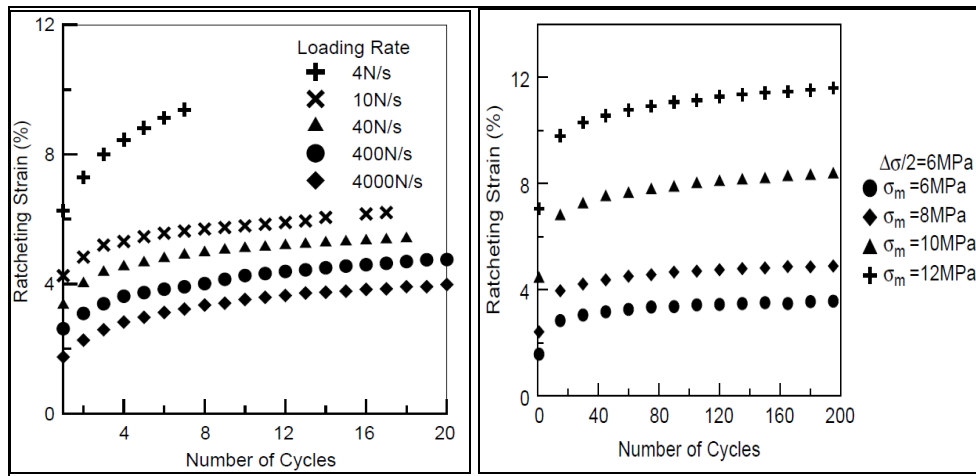 12
8
4
0
Ratcheting Strain (%)
Loading Rate
4N/s
10N/s
40N/s
400N/s
4000N/s
4 8 12 16 20
Number of Cycles
12
8
4
0
Ratcheting Strain (%)
0 40 80 120 160 200
Number of Cycles
Δσ/2=6MPa
σm =6MPa
σm =8MPa
σm =10MPa
σm =12MPa